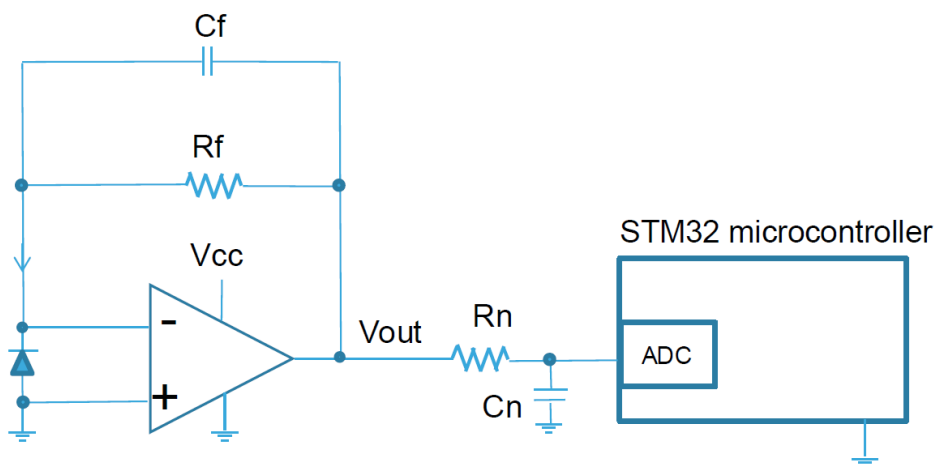 Cf
Rf
STM32 microcontroller
Vcc
-
Vout
Rn
ADC
+
Cn